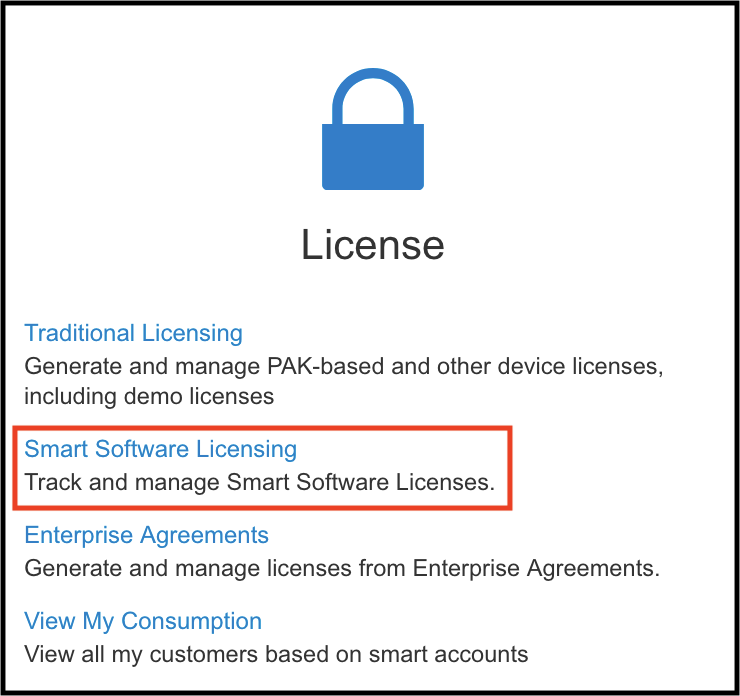 License
Traditional Licensing
Generate and manage PAK-based and other device licenses,
including demo licenses
Smart Software Licensing
Track and manage Smart Software Licenses.
Enterprise Agreements
Generate and manage licenses from Enterprise Agreements.
View My Consumption
View all my customers based on smart accounts